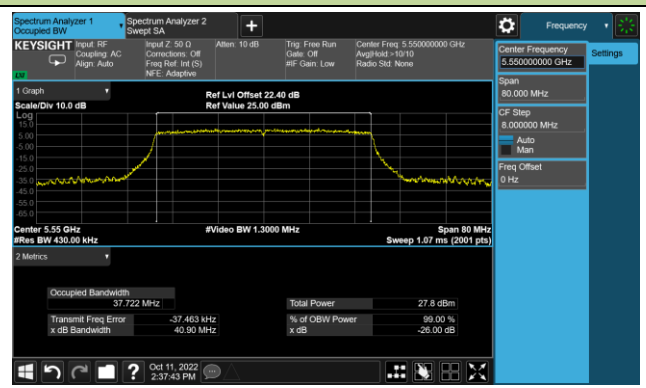 Spectrum Analyzer 1
Occupied BW
Spectrum Analyzer 2
Swept SA
+
Frequency
KEYSIGHT
Input: RF
Coupling: AC
Align: Auto
Input Z: 50 Ω
Corrections: Off
Freq Ref: Int (S)
NFE: Adaptive
Atten: 10 dB
Trig: Free Run
Gate: Off
#IF Gain: Low
Center Freq: 5.550000000 GHz
Avg|Hold:>10/10
Radio Std: None
LW
Center Frequency
5.550000000 GHz
Settings
Span
80.000 MHz
CF Step
8.000000 MHz
Auto
Man
Freq Offset
0 Hz
1 Graph
Scale/Div 10.0 dB
Ref Lvl Offset 22.40 dB
Ref Value 25.00 dBm
Log
15.0
5.00
-5.00
-15.0
-25.0
-35.0
-45.0
-55.0
-65.0
Center 5.55 GHz
#Res BW 430.00 kHz
#Video BW 1.3000 MHz
Span 80 MHz
Sweep 1.07 ms (2001 pts)
2 Metrics
Occupied Bandwidth
37.722 MHz
Total Power 27.8 dBm
Transmit Freq Error -37.463 kHz
% of OBW Power 99.00 %
x dB Bandwidth 40.90 MHz
x dB -26.00 dB
?
Oct 11, 2022
2:37:43 PM